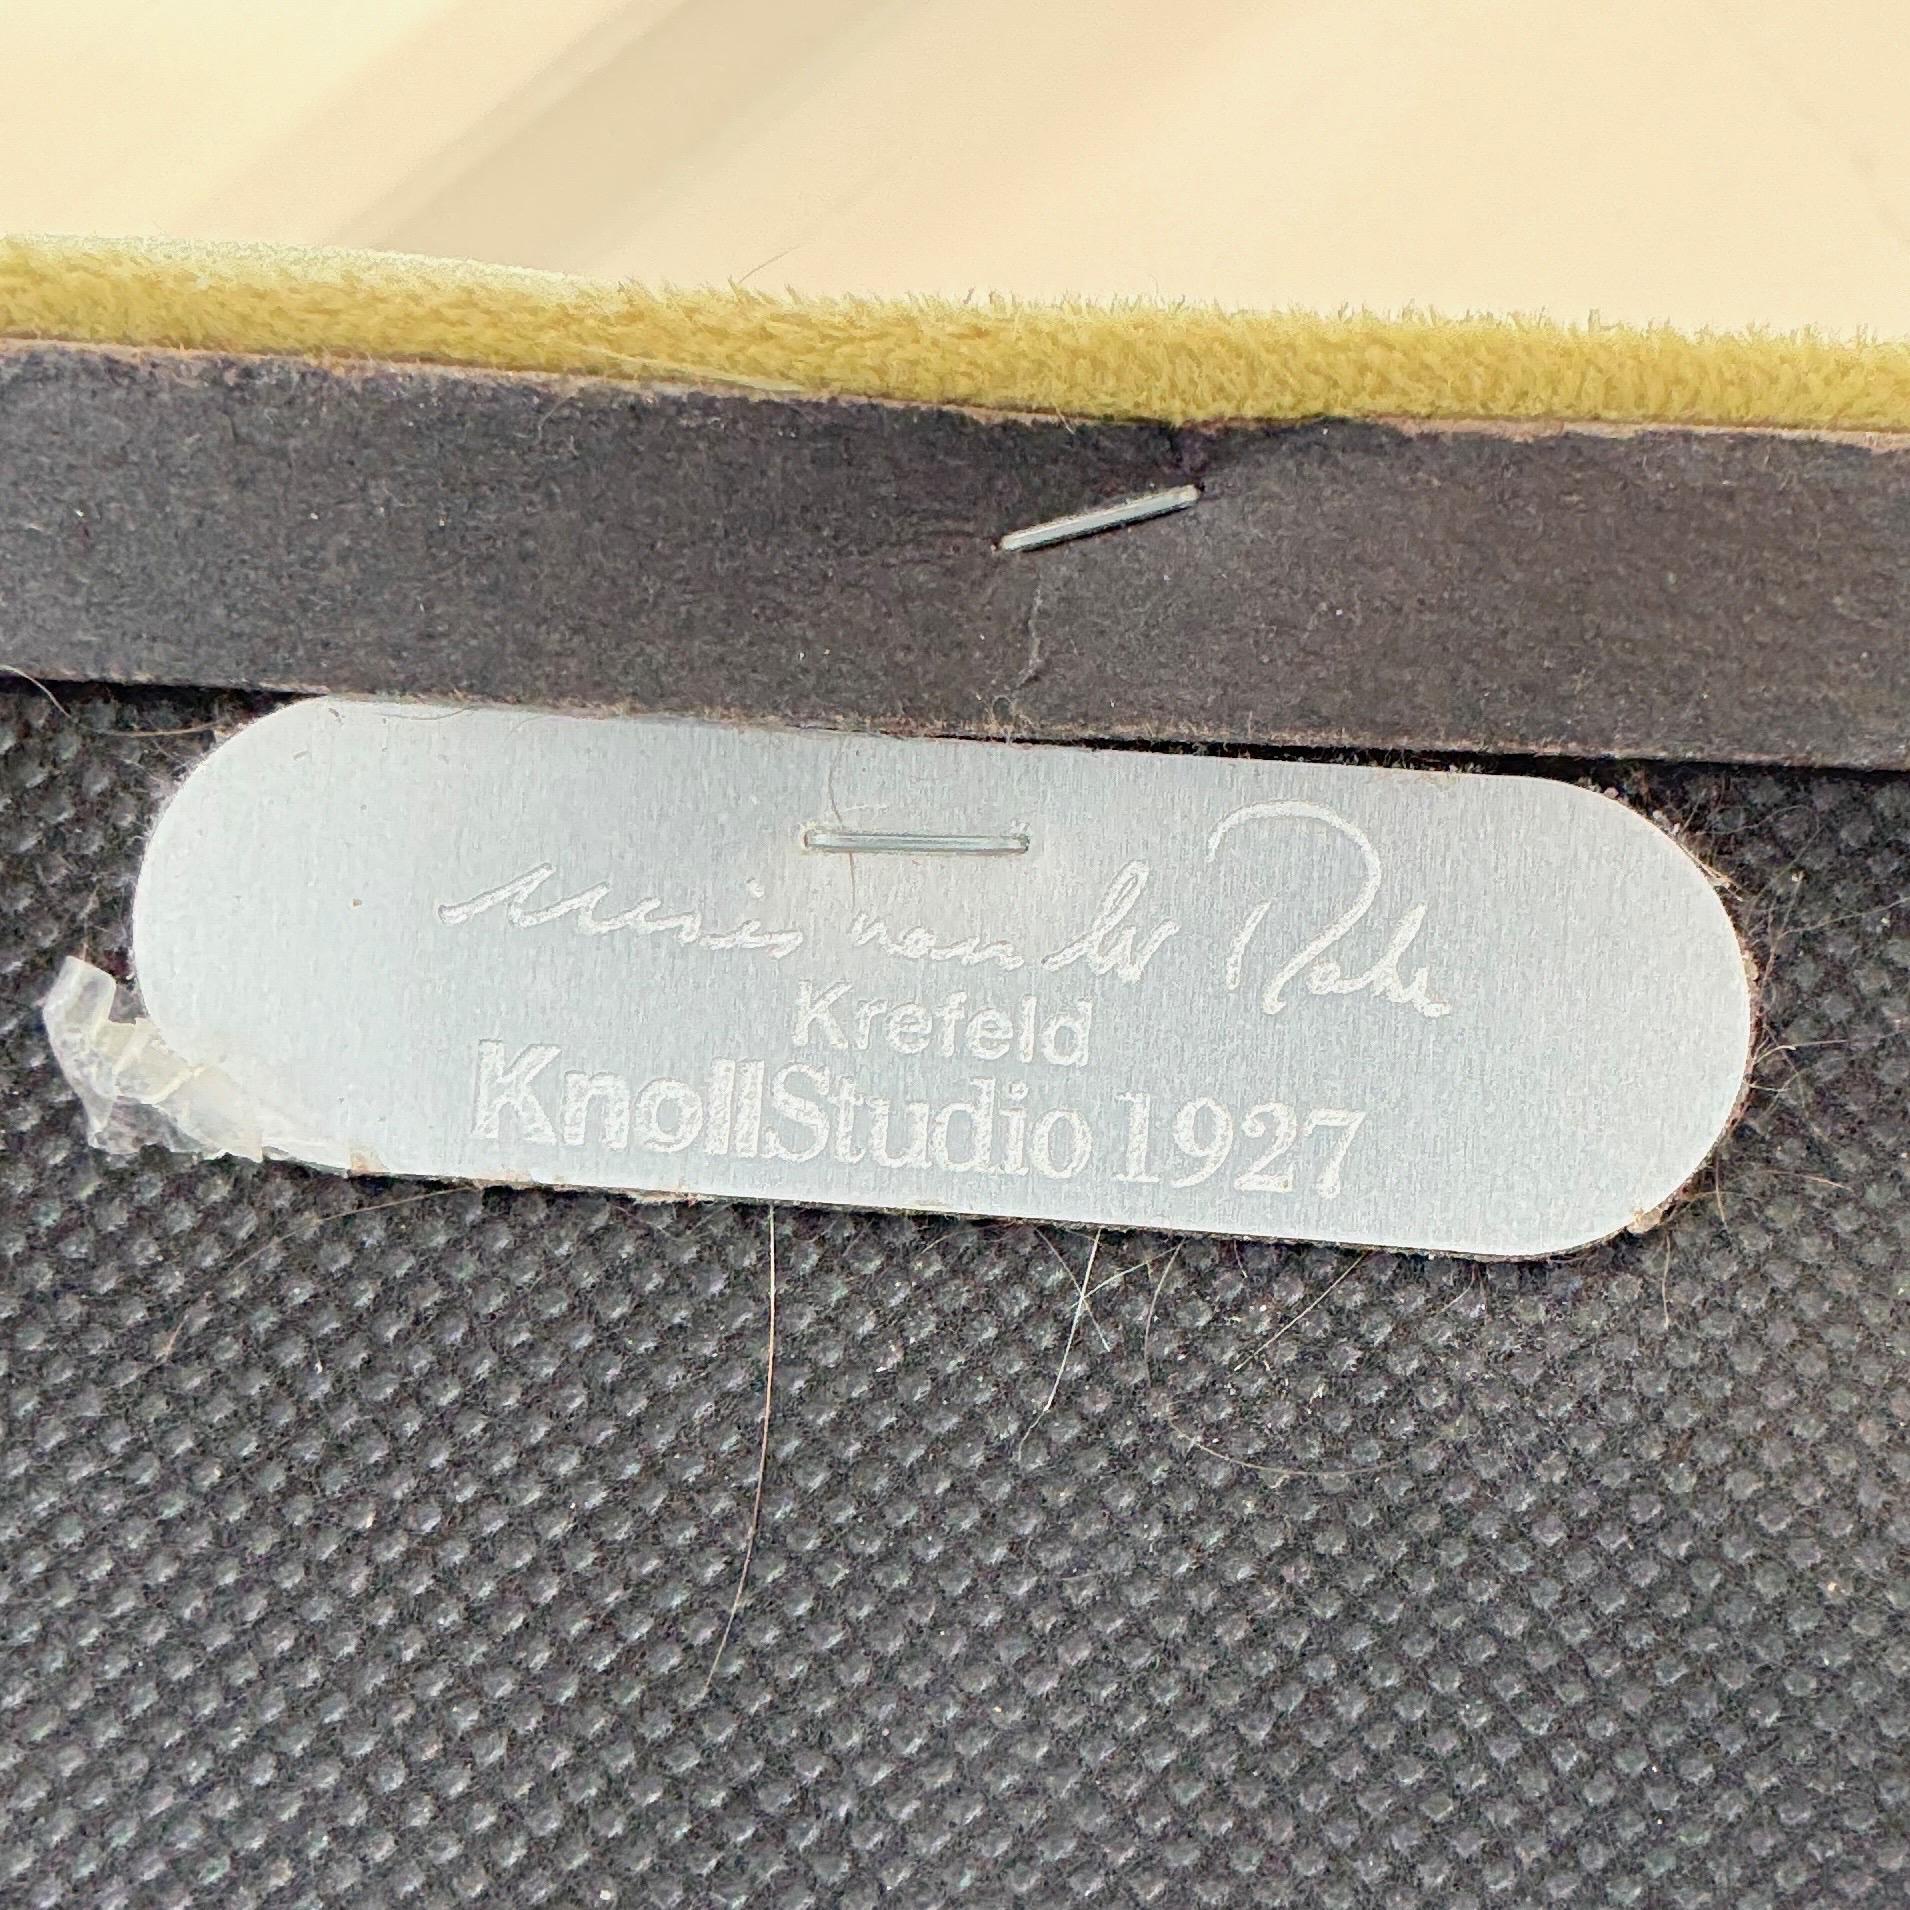 Mies van der Rohe
Krefeld
KnollStudio 1927